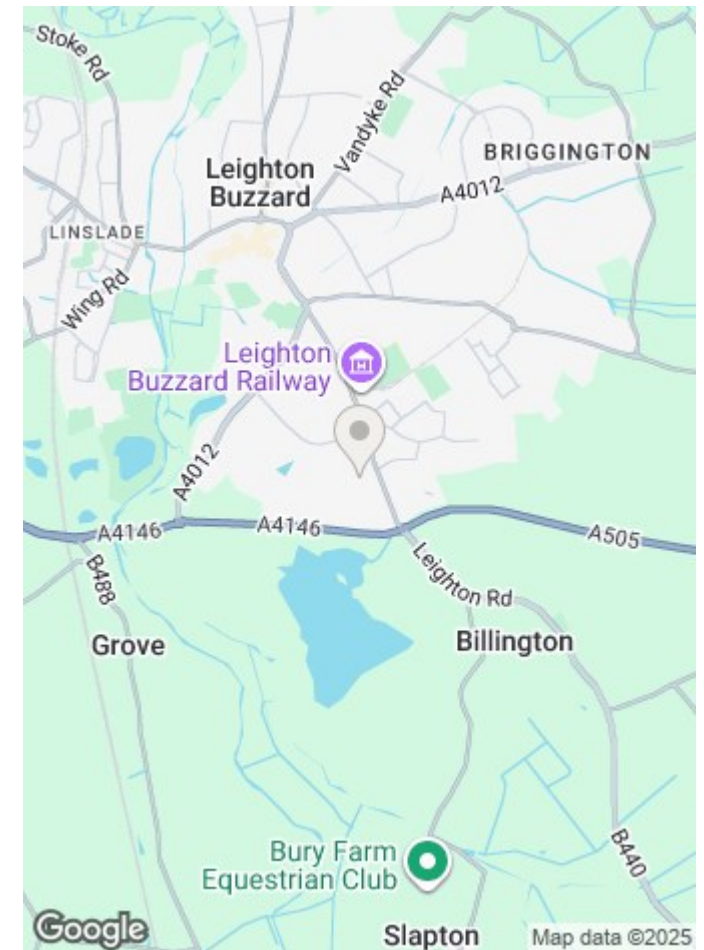 Stoke Rd
Vandyke Rd
BRIGGINGTON
Leighton
Buzzard
A4012
LINSLADE
Wing Rd
Leighton
Buzzard Railway
A4012
A4146
A4146
A505
B488
Leighton Rd
Grove
Billington
Bury Farm
Equestrian Club
B440
Slapton
Google
Map data ©2025